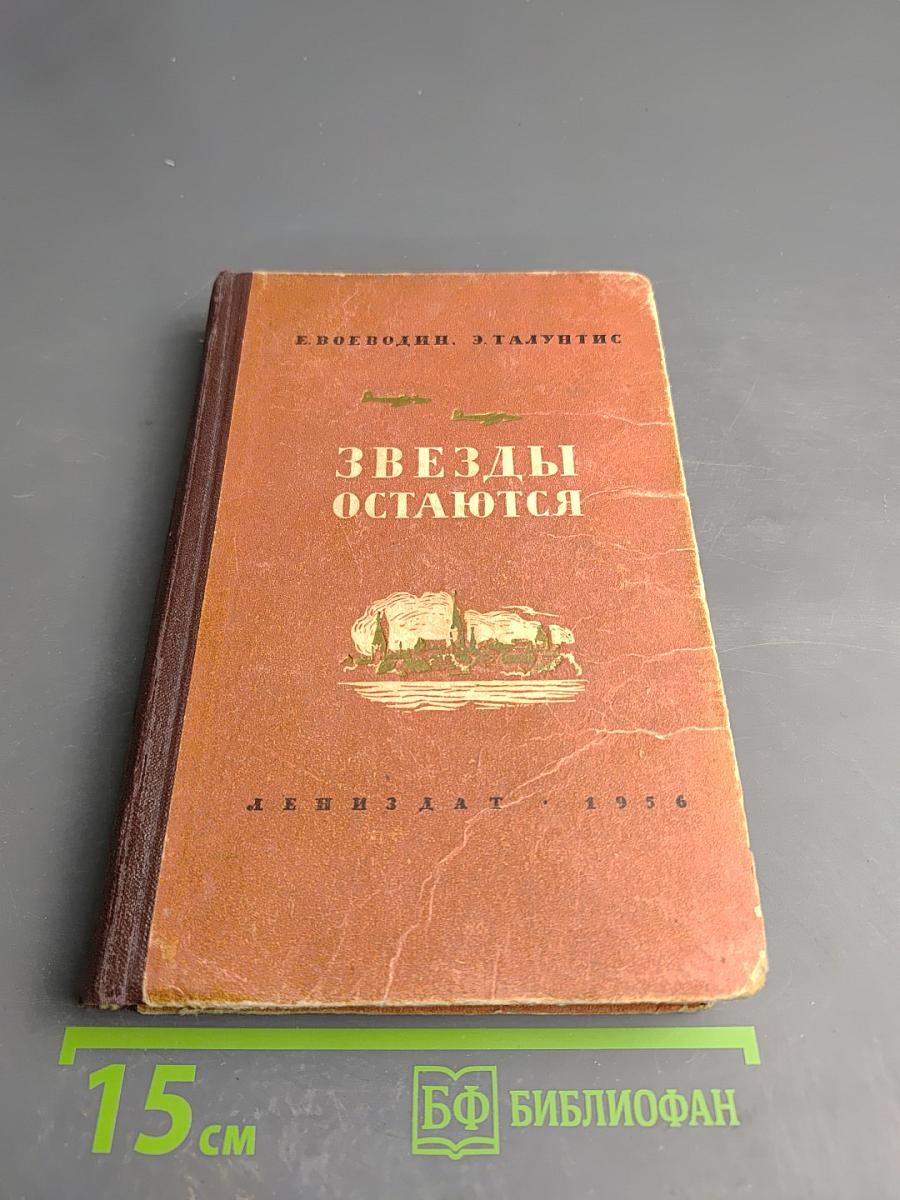 Е. ВОЕВОДИН. Э. ТАЛУНТИС
ЗВЕЗДЫ
ОСТАЮТСЯ
ЛЕНИЗДАТ · 1956
15 см
БФ БИБЛИОФАН